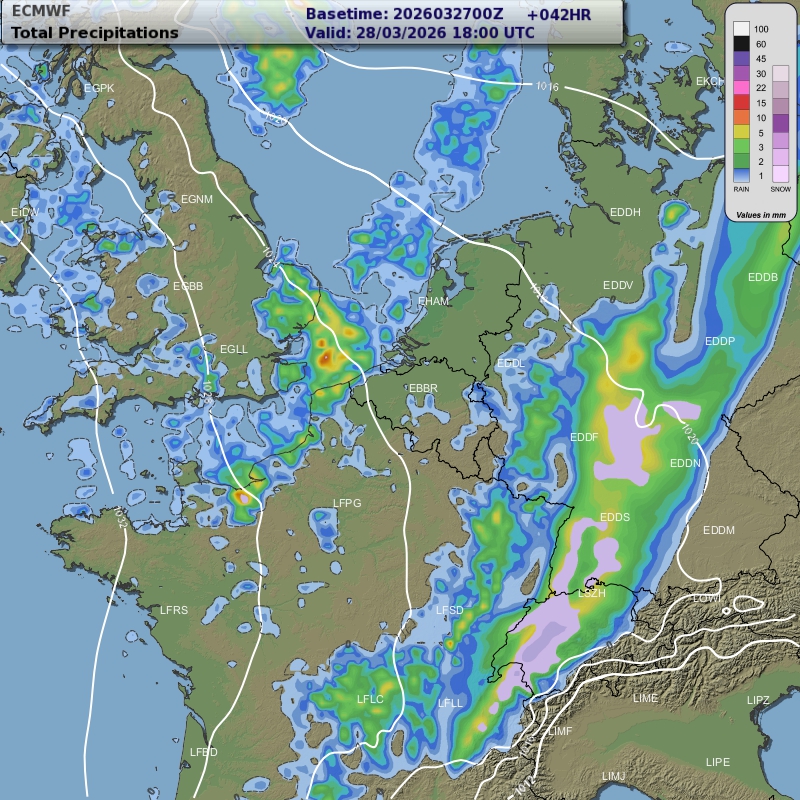 ECMWF
Basetime: 2026032700Z +042HR
Total Precipitations
Valid: 28/03/2026 18:00 UTC
100
60
45
30
22
15
10
5
3
2
1
RAIN
SNOW
Values in mm
EGPK
1016
EKCH
EGNM
EIDW
EDDH
EGBB
EHAM
EDDV
EDDB
EGLL
EDDP
EDDL
EBBR
EDDF
1020
EDDN
LFPG
EDDS
1032
EDDM
LSZH
LOWI
LFRS
LFSD
LFLC
LFLL
LIME
LIPZ
LIMF
LFBD
LIPE
LIMJ
1012